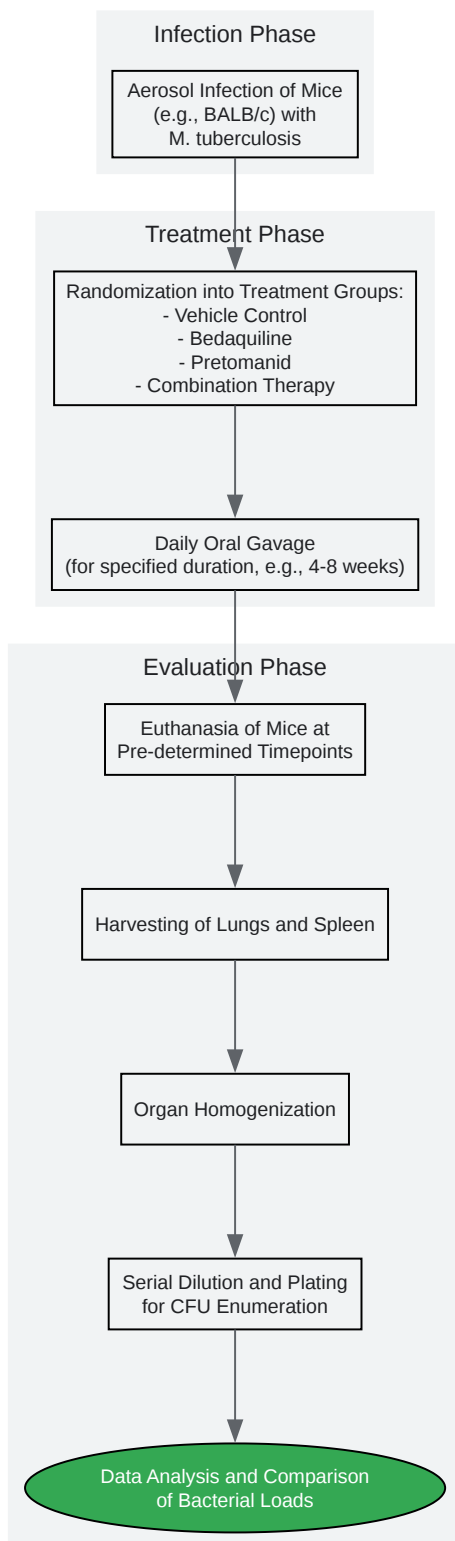 Infection Phase
Aerosol Infection of Mice
(e.g., BALB/c) with
M. tuberculosis
Treatment Phase
Randomization into Treatment Groups:
- Vehicle Control
- Bedaquiline
- Pretomanid
- Combination Therapy
Daily Oral Gavage
(for specified duration, e.g., 4-8 weeks)
Evaluation Phase
Euthanasia of Mice at
Pre-determined Timepoints
Harvesting of Lungs and Spleen
Organ Homogenization
Serial Dilution and Plating
for CFU Enumeration
Data Analysis and Comparison
of Bacterial Loads